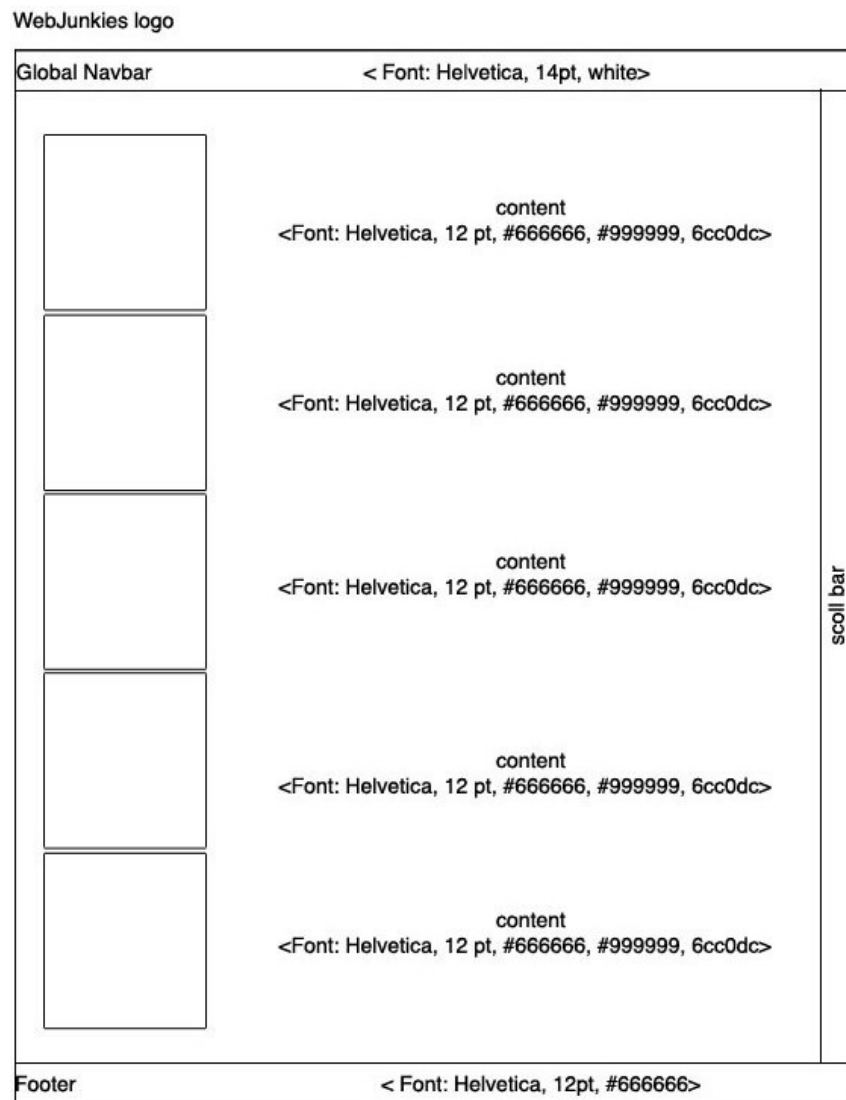 WebJunkies logo
Global Navbar < Font: Helvetica, 14pt, white>
content
<Font: Helvetica, 12 pt, #666666, #999999, 6cc0dc>
content
<Font: Helvetica, 12 pt, #666666, #999999, 6cc0dc>
content
<Font: Helvetica, 12 pt, #666666, #999999, 6cc0dc>
scoll bar
content
<Font: Helvetica, 12 pt, #666666, #999999, 6cc0dc>
content
<Font: Helvetica, 12 pt, #666666, #999999, 6cc0dc>
Footer < Font: Helvetica, 12pt, #666666>